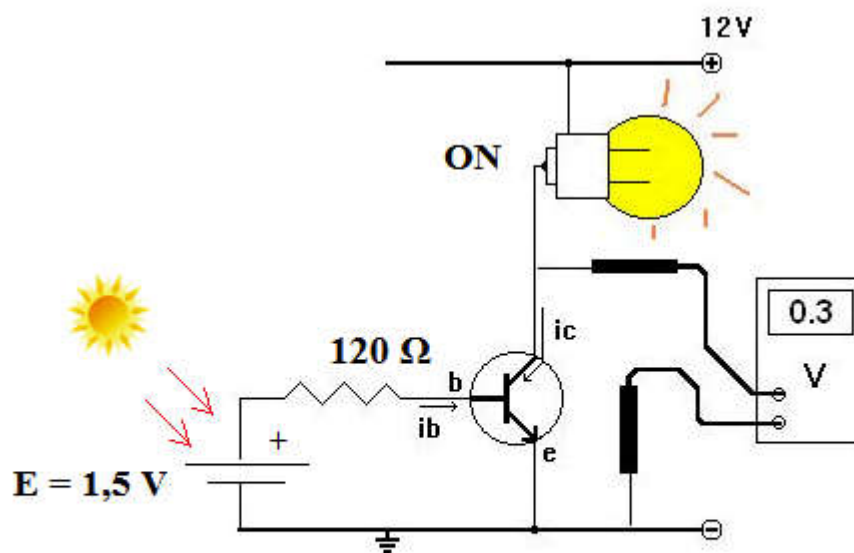 12V
+
ON
ic
0.3
120 Ω
b
V
ib
+
e
E = 1,5 V
−